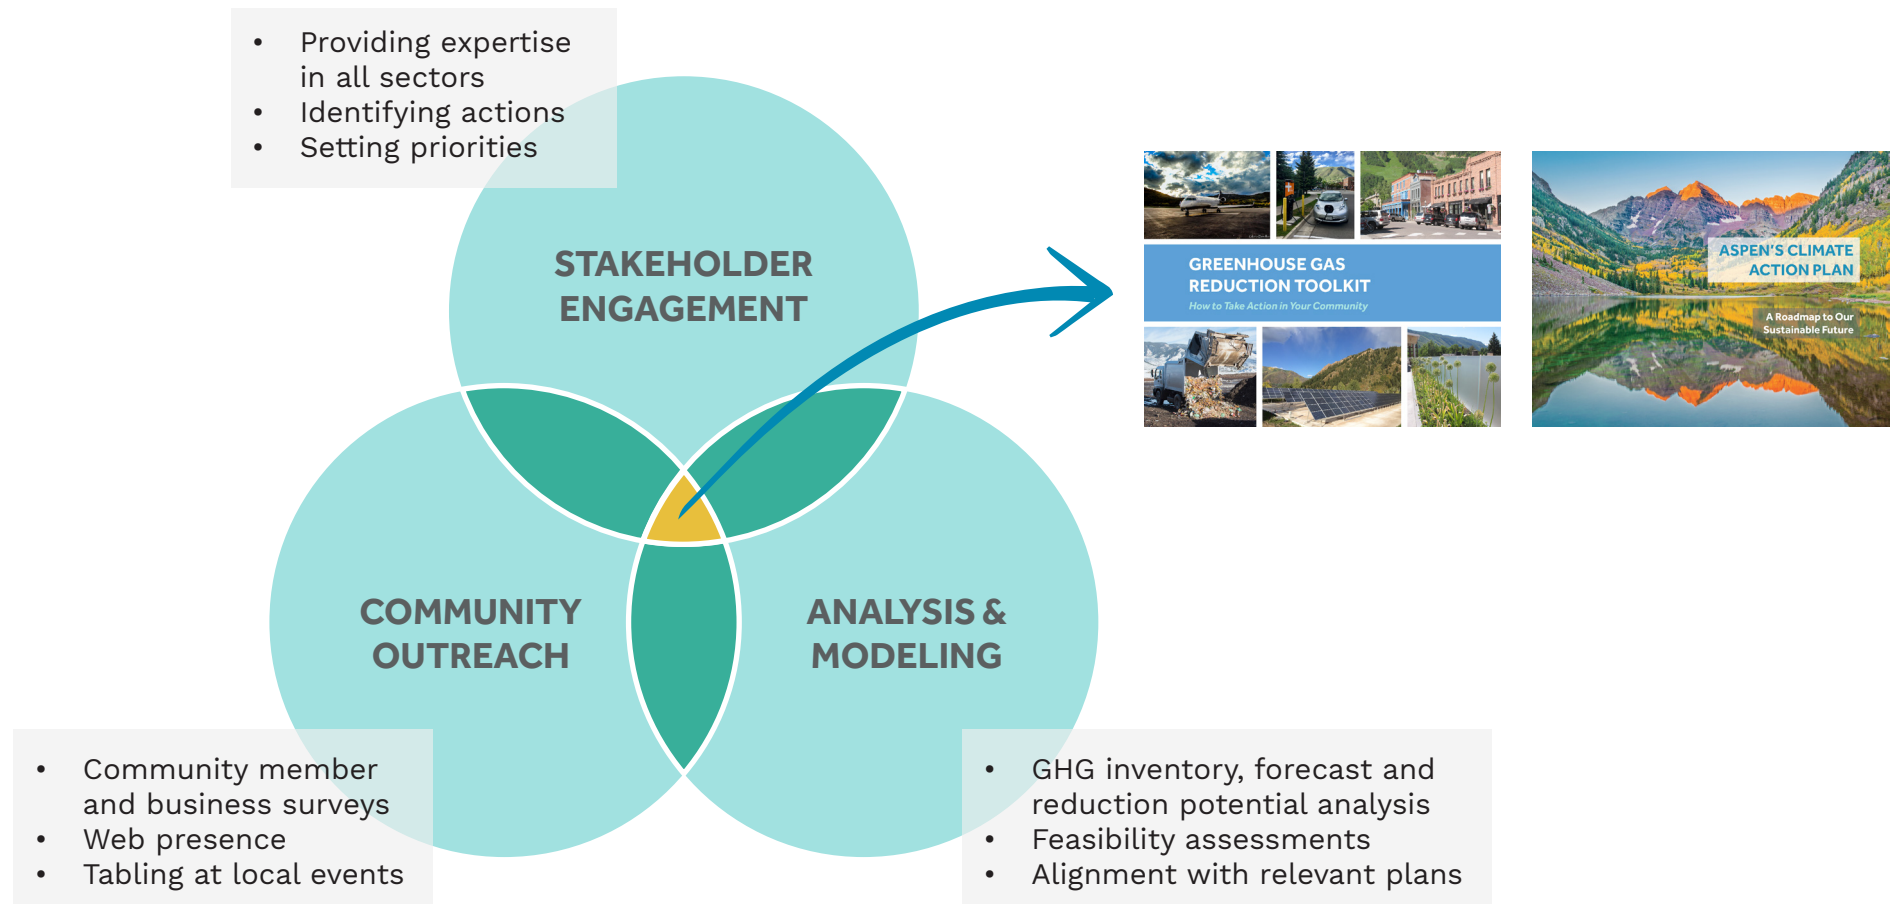 • Providing expertise
in all sectors
• Identifying actions
• Setting priorities
STAKEHOLDER
ENGAGEMENT
GREENHOUSE GAS
REDUCTION TOOLKIT
How to Take Action in Your Community
ASPEN'S CLIMATE
ACTION PLAN
A Roadmap to Our
Sustainable Future
COMMUNITY
OUTREACH
ANALYSIS &
MODELING
• Community member
and business surveys
• Web presence
• Tabling at local events
• GHG inventory, forecast and
reduction potential analysis
• Feasibility assessments
• Alignment with relevant plans